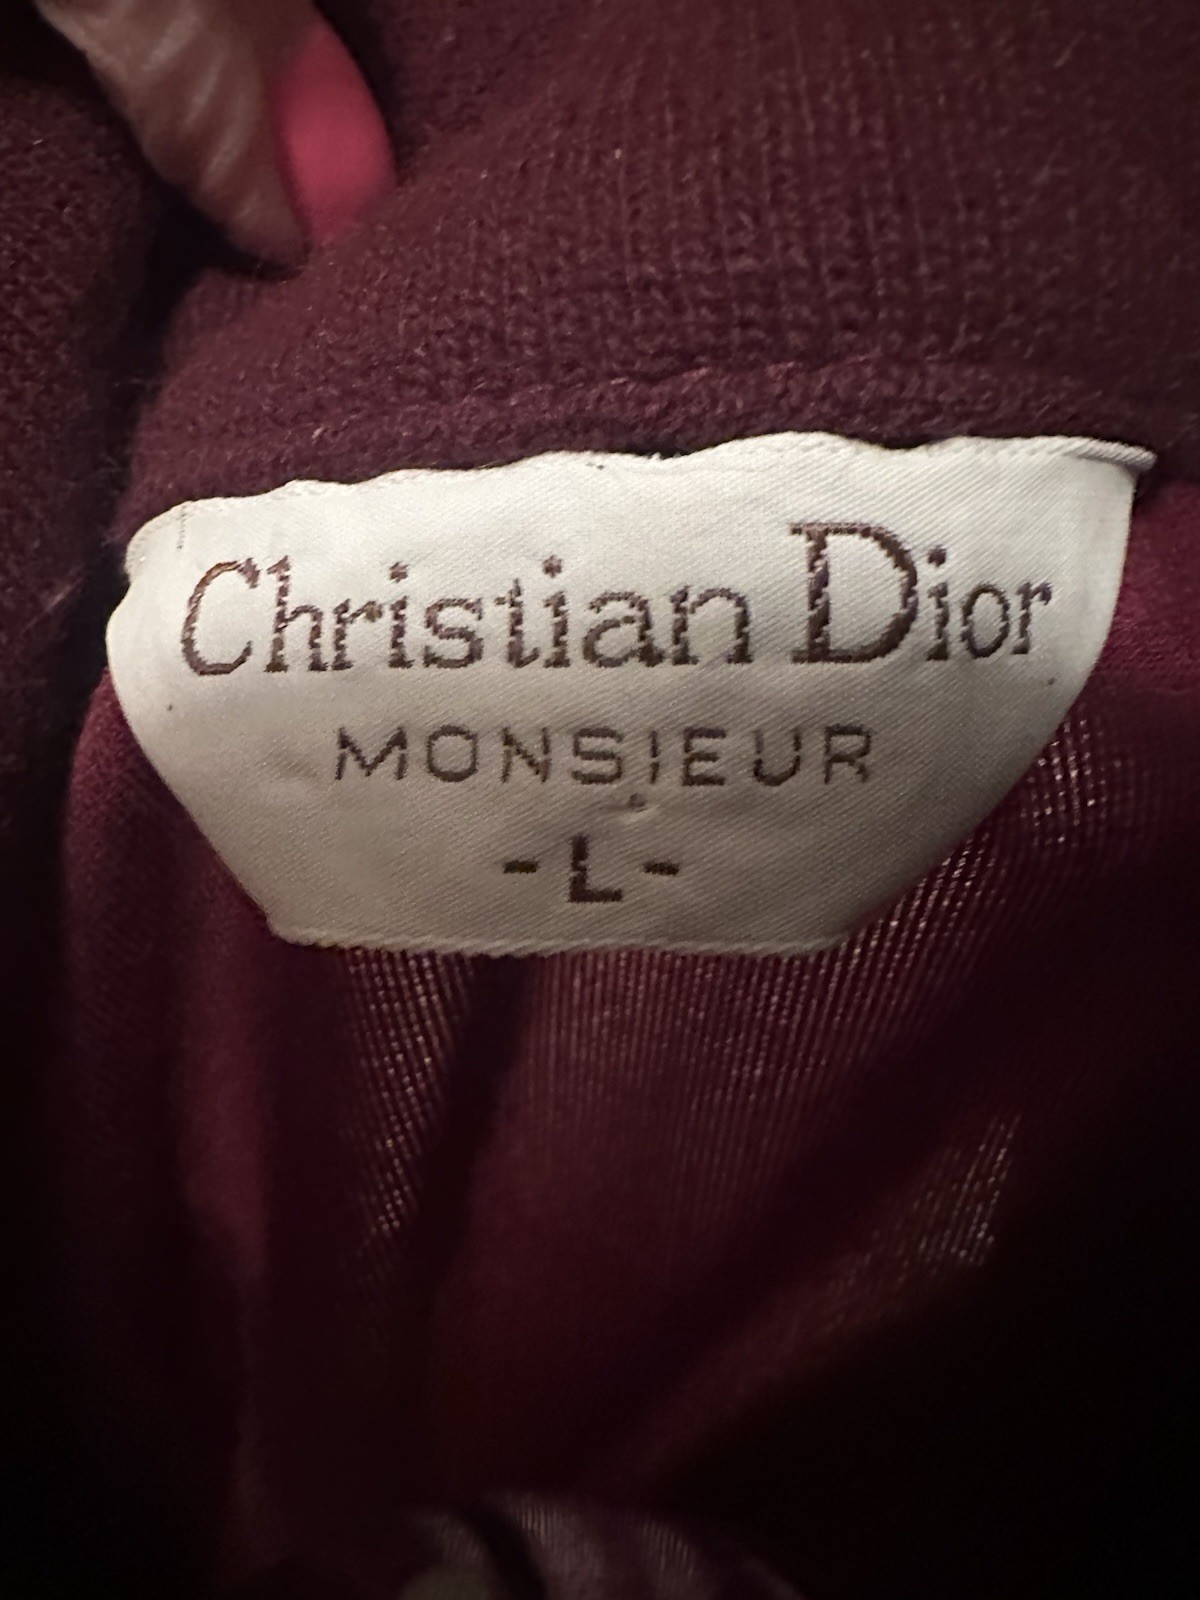 Christian Dior
MONSIEUR
-L-